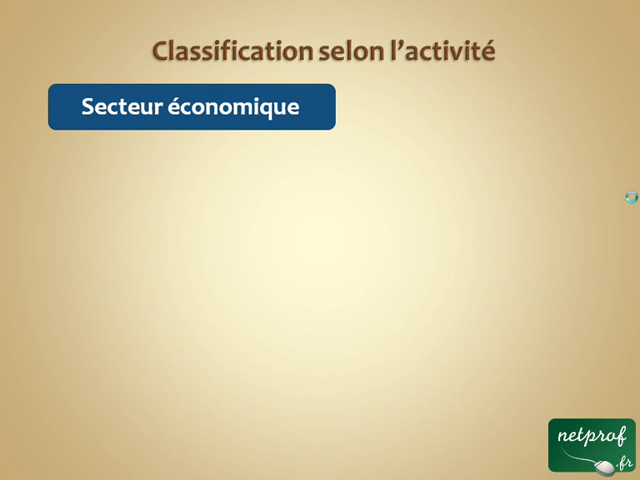 Classification selon l’activité
Secteur économique
netprof
.fr